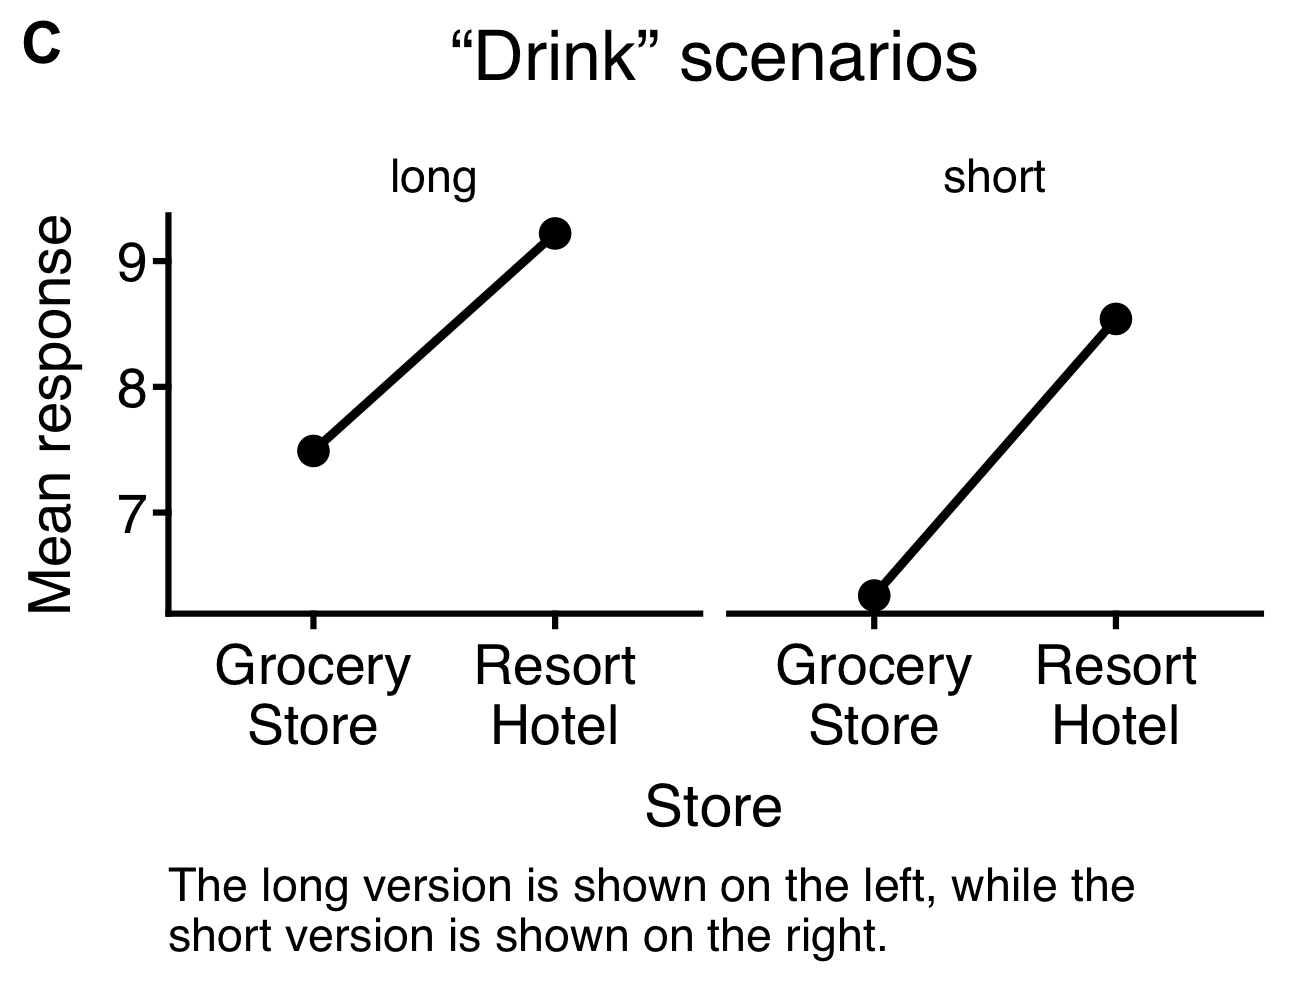 C
“Drink” scenarios
long
short
Mean response
9
8
7
Grocery Store
Resort Hotel
Grocery Store
Resort Hotel
Store
The long version is shown on the left, while the
short version is shown on the right.